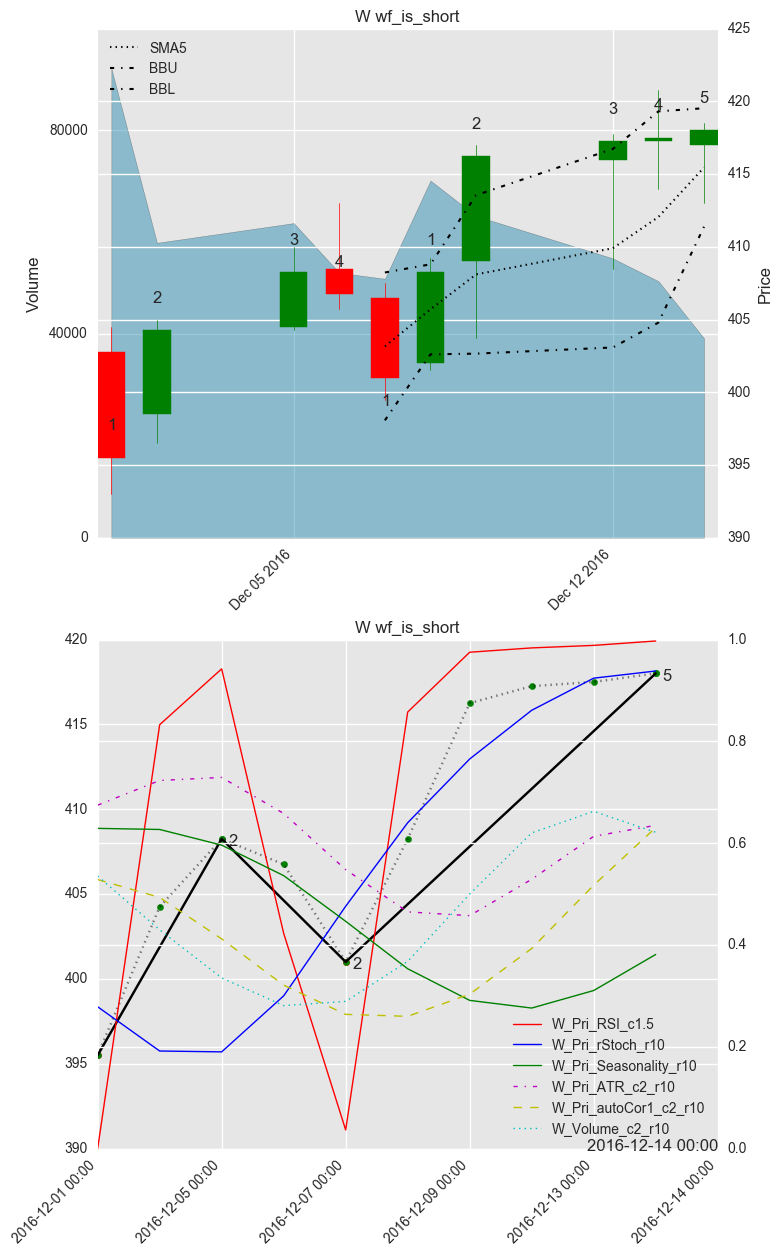 W wf_is_short
SMA5
BBU
BBL
Volume
Price
80000
40000
0
425
420
415
410
405
400
395
390
1
2
3
4
1
1
2
3
4
5
Dec 05 2016
Dec 12 2016
W wf_is_short
420
415
410
405
400
395
390
1.0
0.8
0.6
0.4
0.2
0.0
2
2
5
W_Pri_RSI_c1.5
W_Pri_rStoch_r10
W_Pri_Seasonality_r10
W_Pri_ATR_c2_r10
W_Pri_autoCor1_c2_r10
W_Volume_c2_r10
2016-12-14 00:00
2016-12-01 00:00
2016-12-05 00:00
2016-12-07 00:00
2016-12-09 00:00
2016-12-13 00:00
2016-12-14 00:00